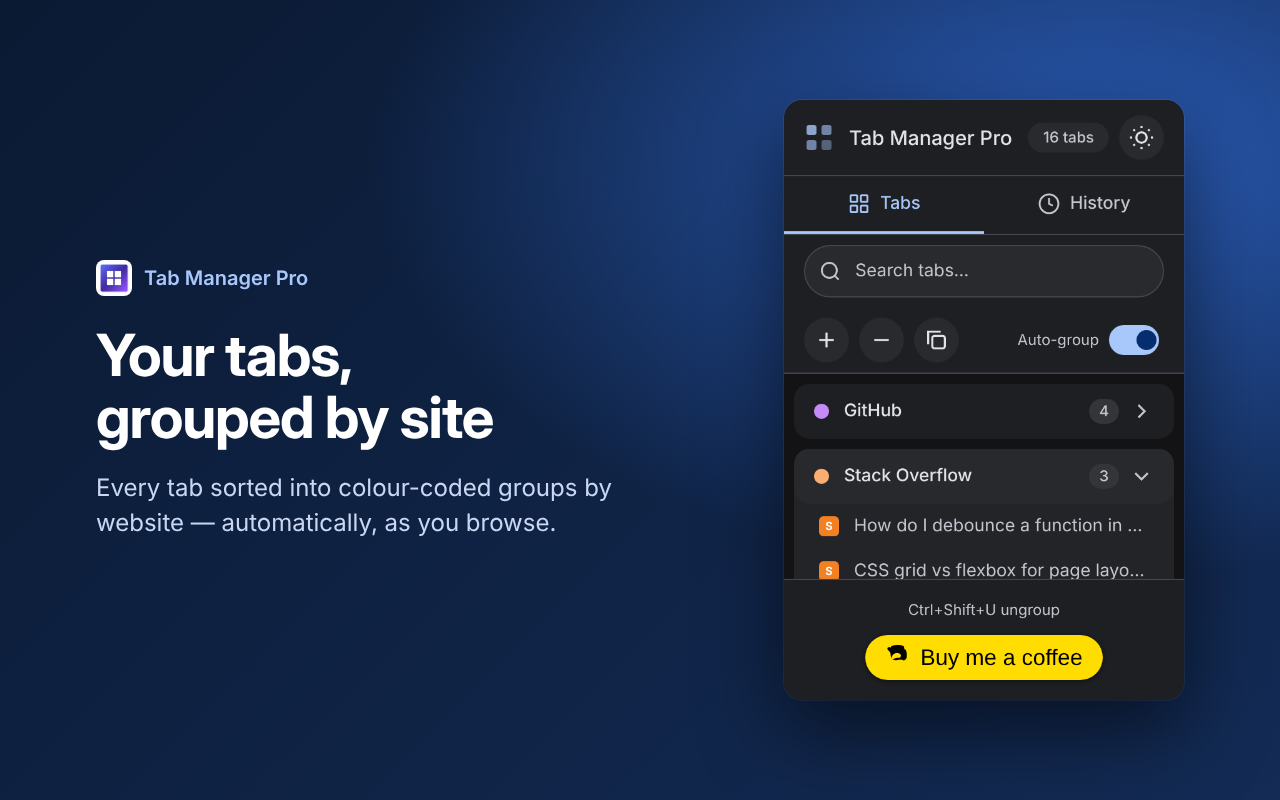 Tab Manager Pro
Your tabs,
grouped by site
Every tab sorted into colour-coded groups by
website — automatically, as you browse.
Tab Manager Pro
16 tabs
Tabs
History
Search tabs...
Auto-group
GitHub
4
Stack Overflow
3
S
How do I debounce a function in ...
S
CSS grid vs flexbox for page layo...
Ctrl+Shift+U ungroup
Buy me a coffee